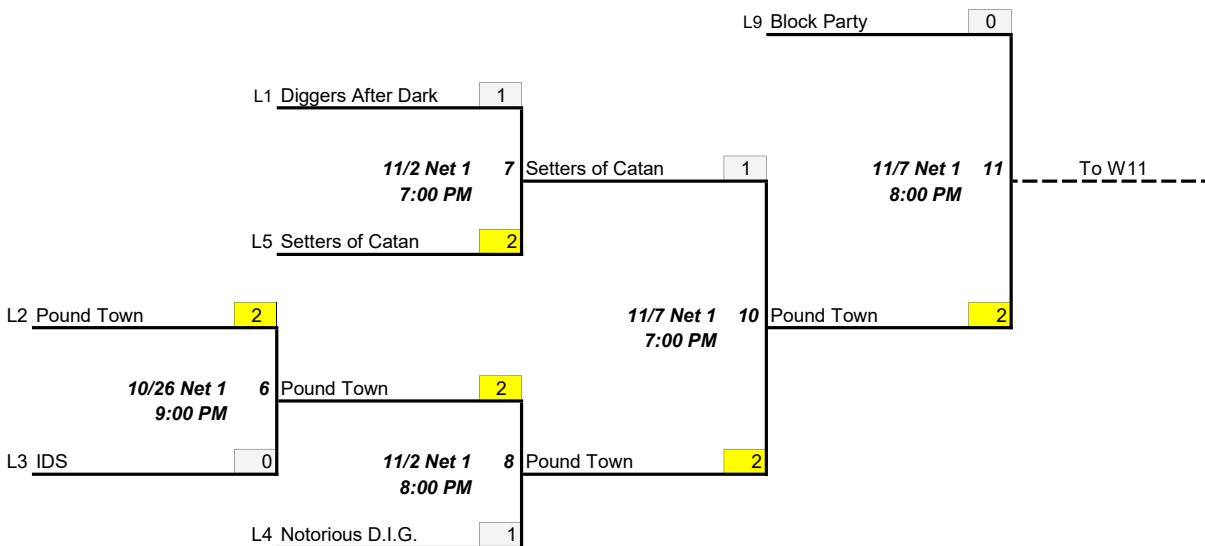 L9 Block Party 0
L1 Diggers After Dark 1
11/2 Net 1 7 Setters of Catan 1 11/7 Net 1 11 To W11
7:00 PM 8:00 PM
L5 Setters of Catan 2
L2 Pound Town 2 11/7 Net 1 10 Pound Town 2
7:00 PM
10/26 Net 1 6 Pound Town 2
9:00 PM
L3 IDS 0 11/2 Net 1 8 Pound Town 2
8:00 PM
L4 Notorious D.I.G. 1